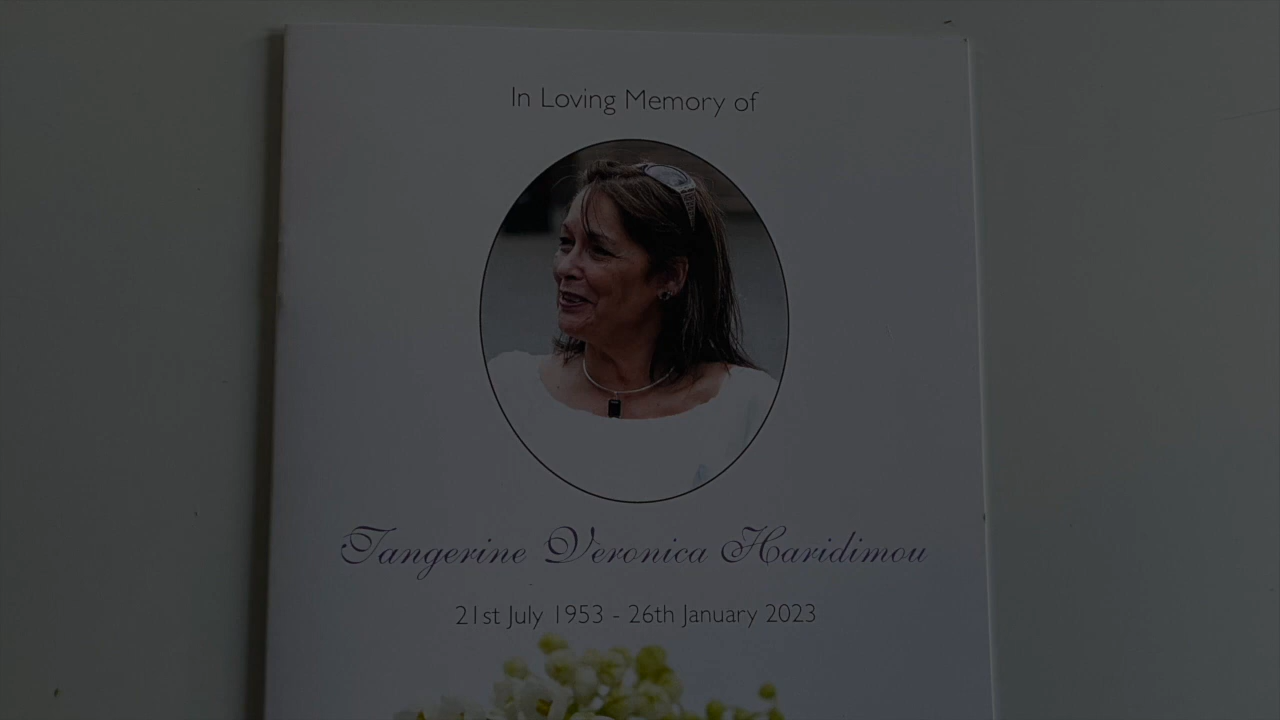 In Loving Memory of
Tangerine Veronica Haridimou
21st July 1953 - 26th January 2023